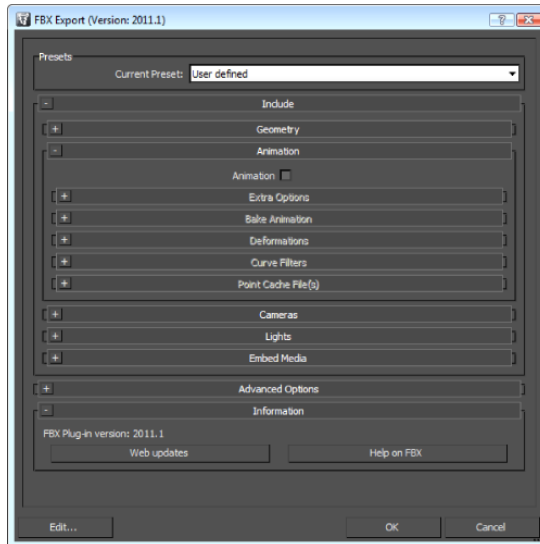 FBX Export (Version: 2011.1)
Presets
Current Preset: User defined
Include
Geometry
Animation
Animation
Extra Options
Bake Animation
Deformations
Curve Filters
Point Cache File(s)
Cameras
Lights
Embed Media
Advanced Options
Information
FBX Plug-in version: 2011.1
Web updates Help on FBX
Edit... OK Cancel